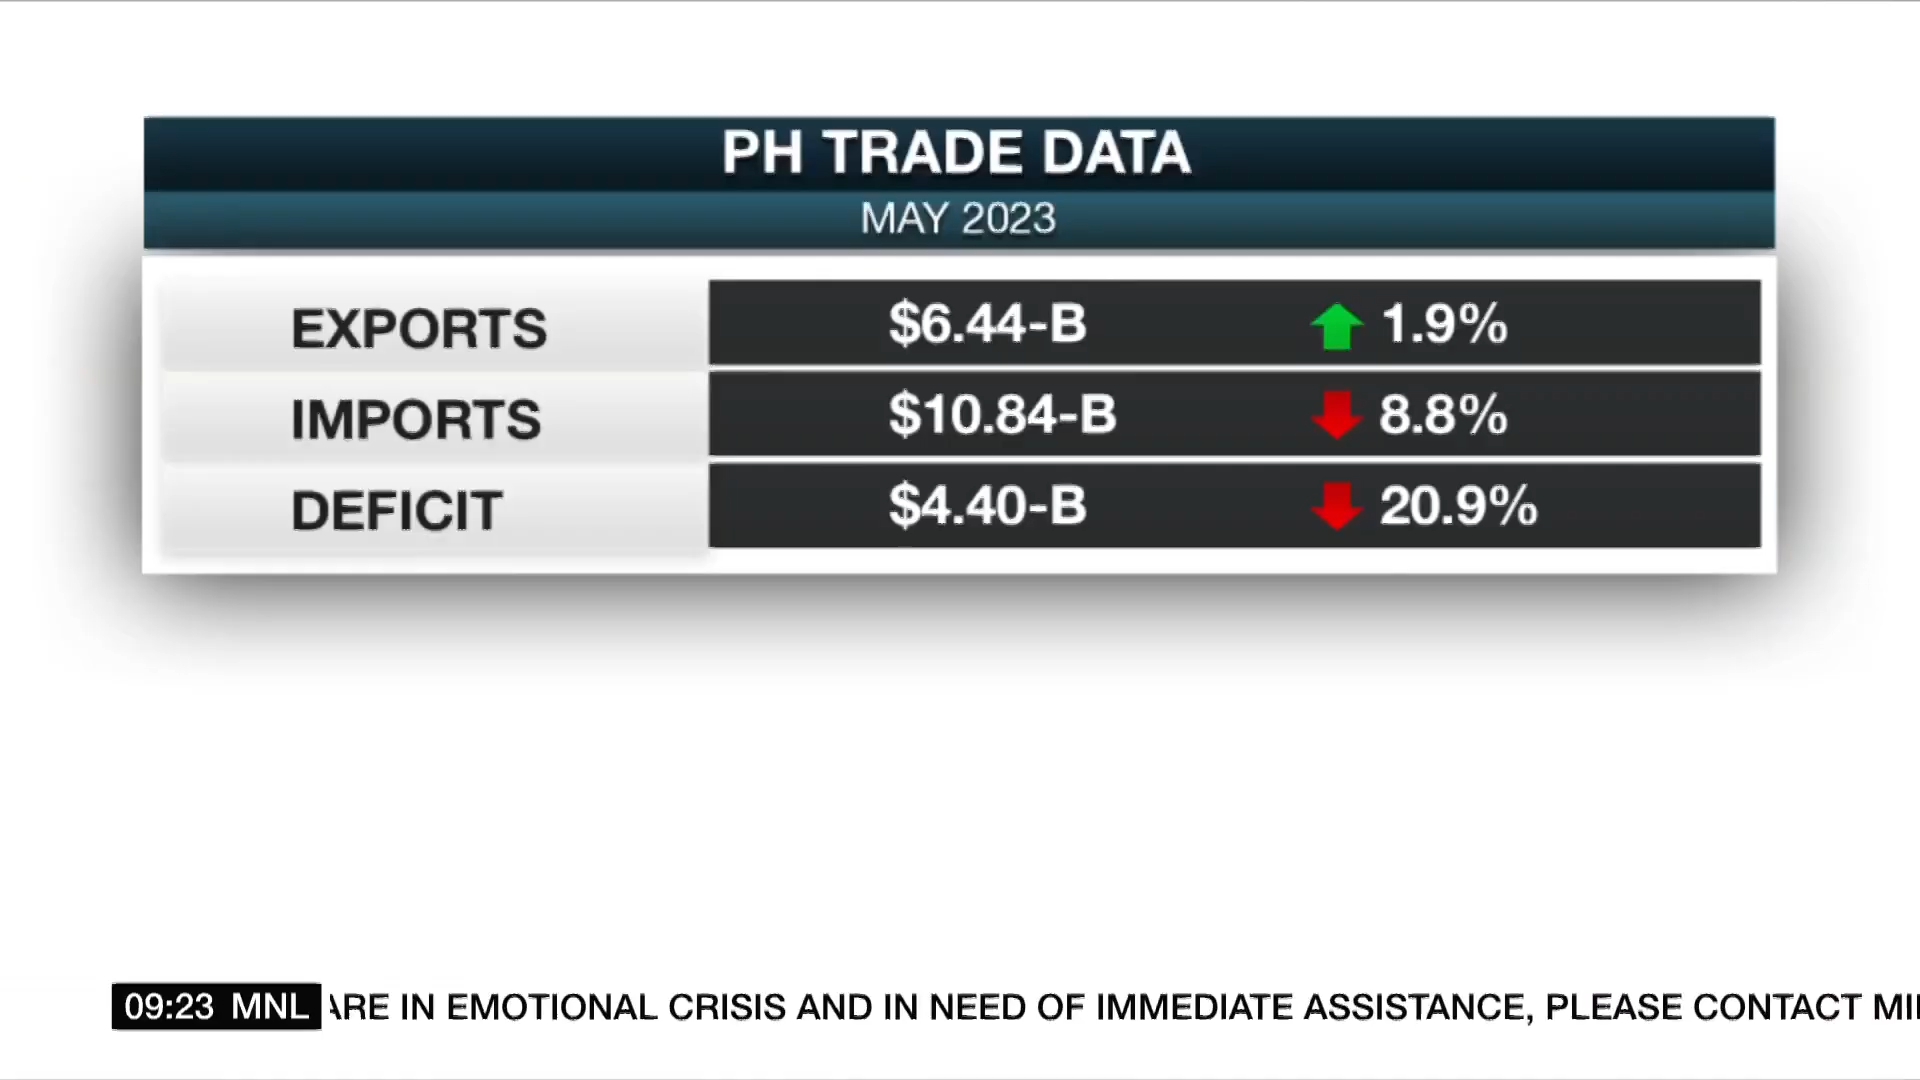 PH TRADE DATA
MAY 2023
EXPORTS $6.44-B 1.9%
IMPORTS $10.84-B 8.8%
DEFICIT $4.40-B 20.9%
09:23 MNL ARE IN EMOTIONAL CRISIS AND IN NEED OF IMMEDIATE ASSISTANCE, PLEASE CONTACT